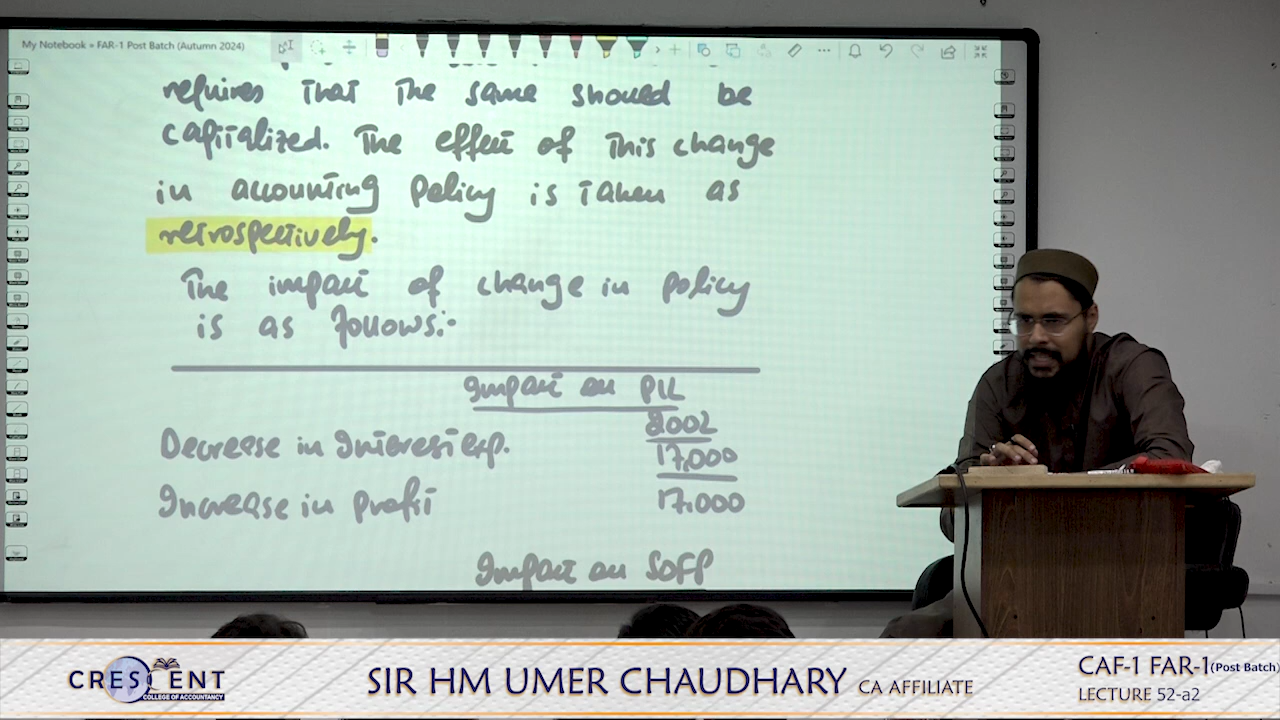 My Notebook » FAR-1 Post Batch (Autumn 2024)
requires that the same should be
capitalized. The effect of this change
in accounting policy is taken as
retrospectively.
The impact of change in policy
is as follows:-
Impact on P/L
2002
Decrease in Interest exp. 17,000
Increase in profit 17,000
Impact on SOFP
CRESCENT
COLLEGE OF ACCOUNTANCY
SIR HM UMER CHAUDHARY CA AFFILIATE
CAF-1 FAR-1(Post Batch)
LECTURE 52-a2